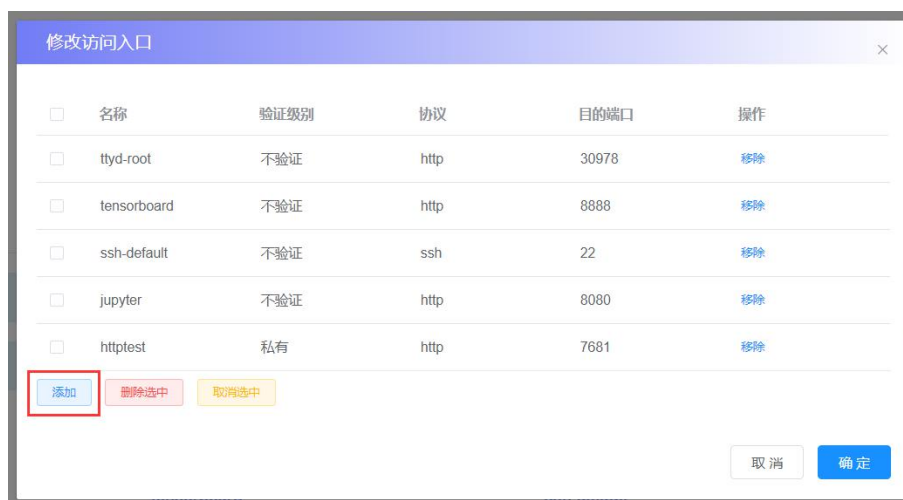 修改访问入口
名称 验证级别 协议 目的端口 操作
ttyd-root 不验证 http 30978 移除
tensorboard 不验证 http 8888 移除
ssh-default 不验证 ssh 22 移除
jupyter 不验证 http 8080 移除
httptest 私有 http 7681 移除
添加 删除选中 取消选中
取消 确定